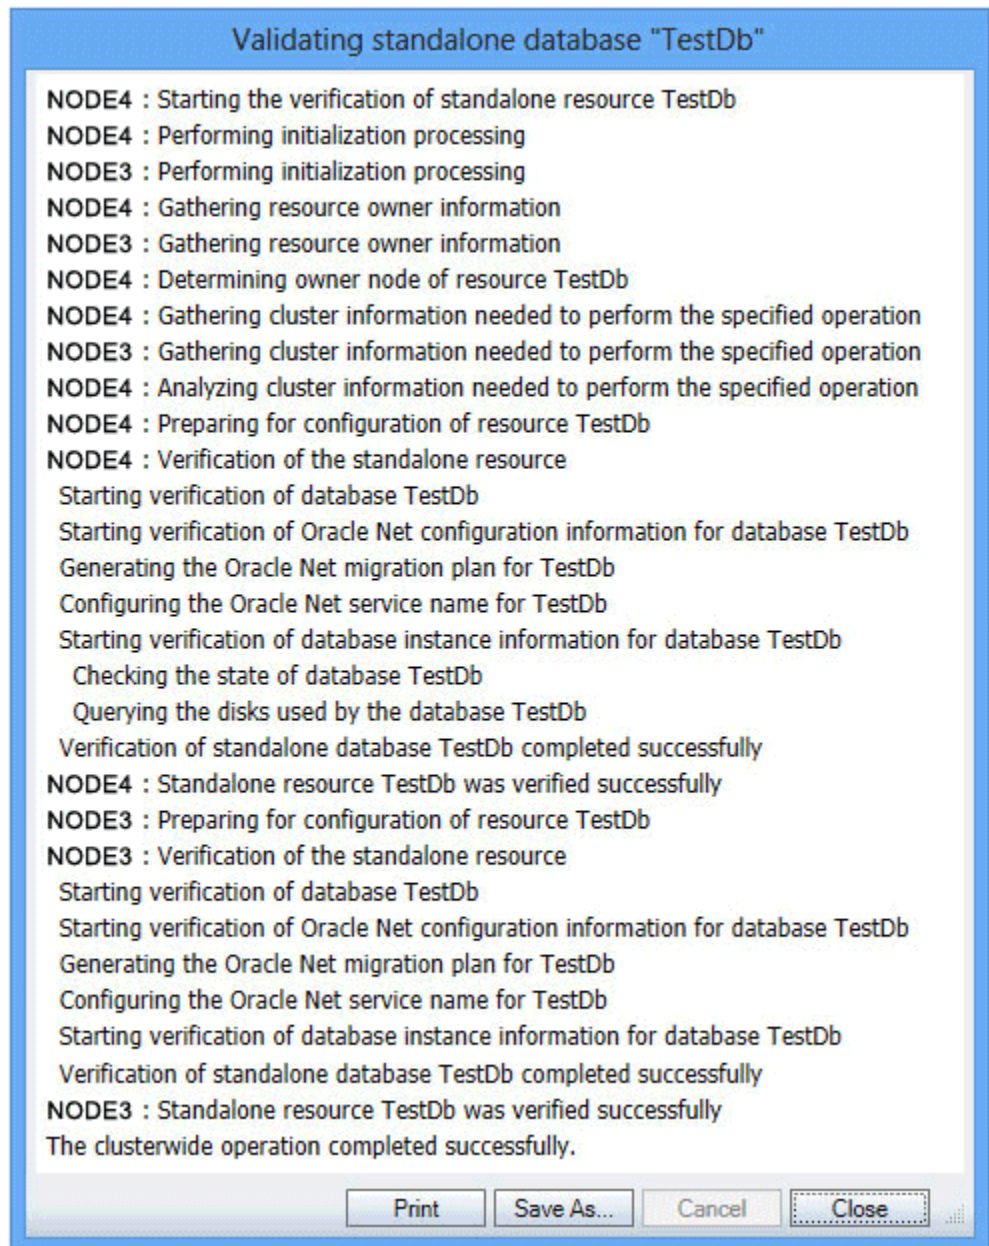 Validating standalone database "TestDb"
NODE4 : Starting the verification of standalone resource TestDb
NODE4 : Performing initialization processing
NODE3 : Performing initialization processing
NODE4 : Gathering resource owner information
NODE3 : Gathering resource owner information
NODE4 : Determining owner node of resource TestDb
NODE4 : Gathering cluster information needed to perform the specified operation
NODE3 : Gathering cluster information needed to perform the specified operation
NODE4 : Analyzing cluster information needed to perform the specified operation
NODE4 : Preparing for configuration of resource TestDb
NODE4 : Verification of the standalone resource
Starting verification of database TestDb
Starting verification of Oracle Net configuration information for database TestDb
Generating the Oracle Net migration plan for TestDb
Configuring the Oracle Net service name for TestDb
Starting verification of database instance information for database TestDb
Checking the state of database TestDb
Querying the disks used by the database TestDb
Verification of standalone database TestDb completed successfully
NODE4 : Standalone resource TestDb was verified successfully
NODE3 : Preparing for configuration of resource TestDb
NODE3 : Verification of the standalone resource
Starting verification of database TestDb
Starting verification of Oracle Net configuration information for database TestDb
Generating the Oracle Net migration plan for TestDb
Configuring the Oracle Net service name for TestDb
Starting verification of database instance information for database TestDb
Verification of standalone database TestDb completed successfully
NODE3 : Standalone resource TestDb was verified successfully
The clusterwide operation completed successfully.
Print Save As... Cancel Close